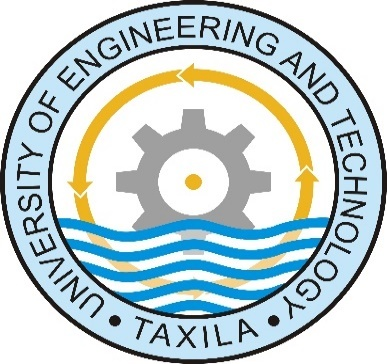 UNIVERSITY OF ENGINEERING AND TECHNOLOGY
• TAXILA •